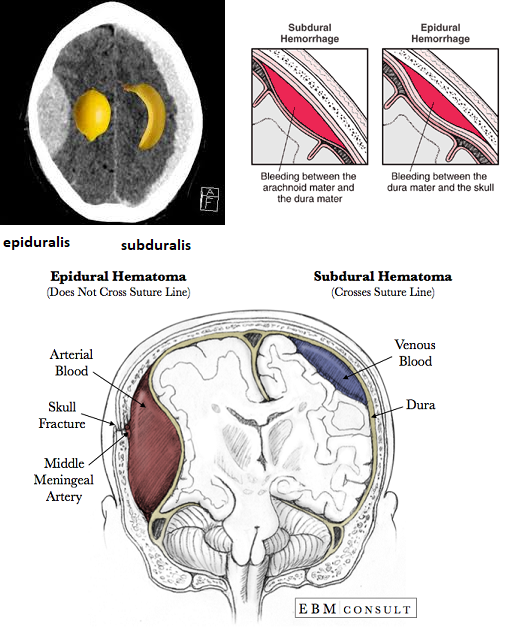 Subdural
Hemorrhage
Epidural
Hemorrhage
Bleeding between the
arachnoid mater and
the dura mater
Bleeding between the
dura mater and the skull
epiduralis
subduralis
Epidural Hematoma
(Does Not Cross Suture Line)
Subdural Hematoma
(Crosses Suture Line)
Arterial
Blood
Skull
Fracture
Middle
Meningeal
Artery
Venous
Blood
Dura
EBM CONSULT